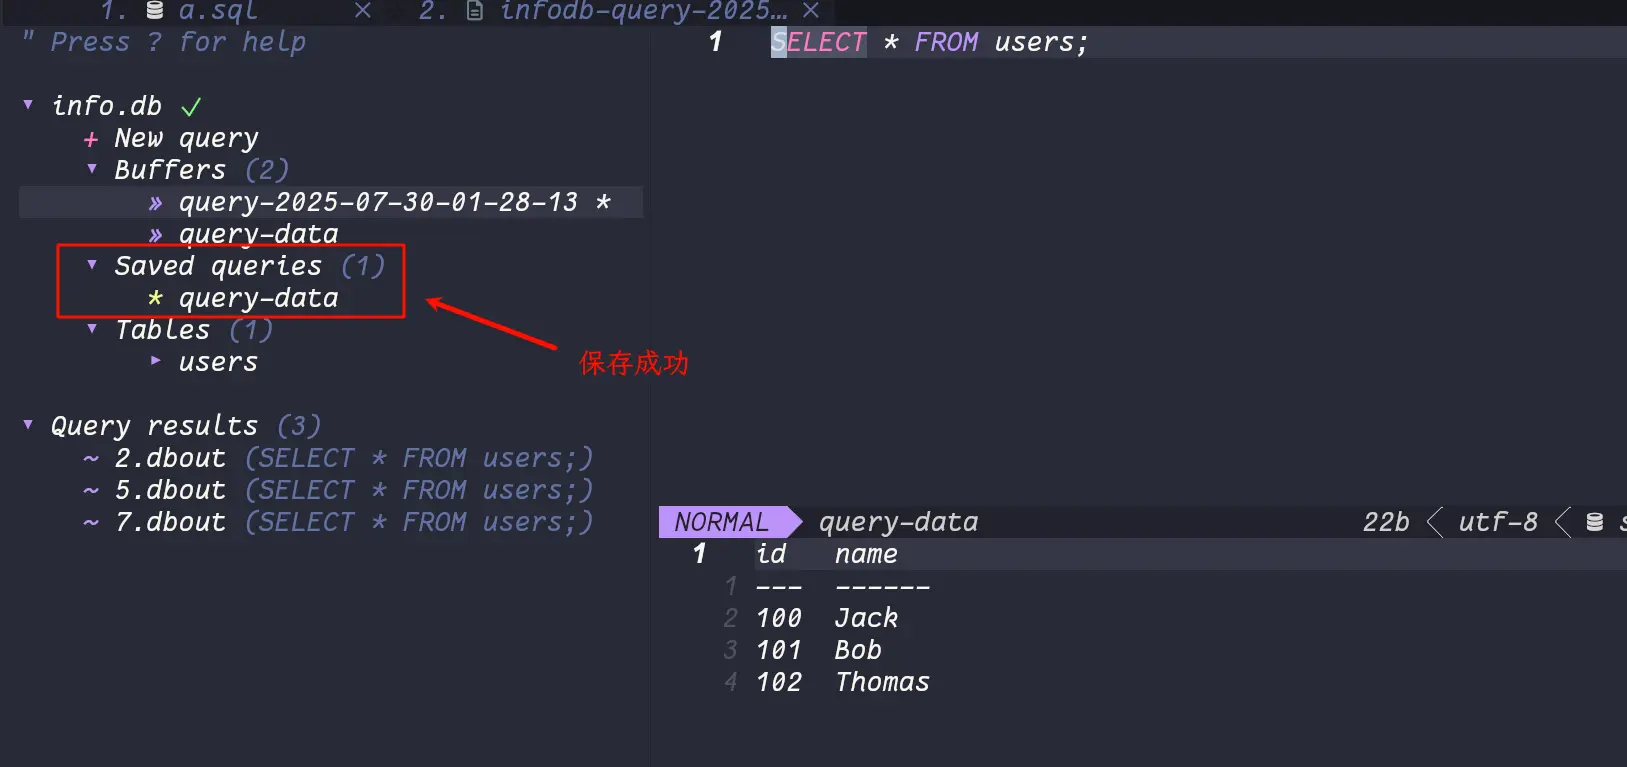 1. a.sql × 2. infodb-query-2025… ×
" Press ? for help
▾ info.db ✓
+ New query
▾ Buffers (2)
» query-2025-07-30-01-28-13 *
» query-data
▾ Saved queries (1)
* query-data
保存成功
▾ Tables (1)
▸ users
▾ Query results (3)
~ 2.dbout (SELECT * FROM users;)
~ 5.dbout (SELECT * FROM users;)
~ 7.dbout (SELECT * FROM users;)
1 SELECT * FROM users;
NORMAL query-data 22b utf-8
1 id name
1 --- ------
2 100 Jack
3 101 Bob
4 102 Thomas